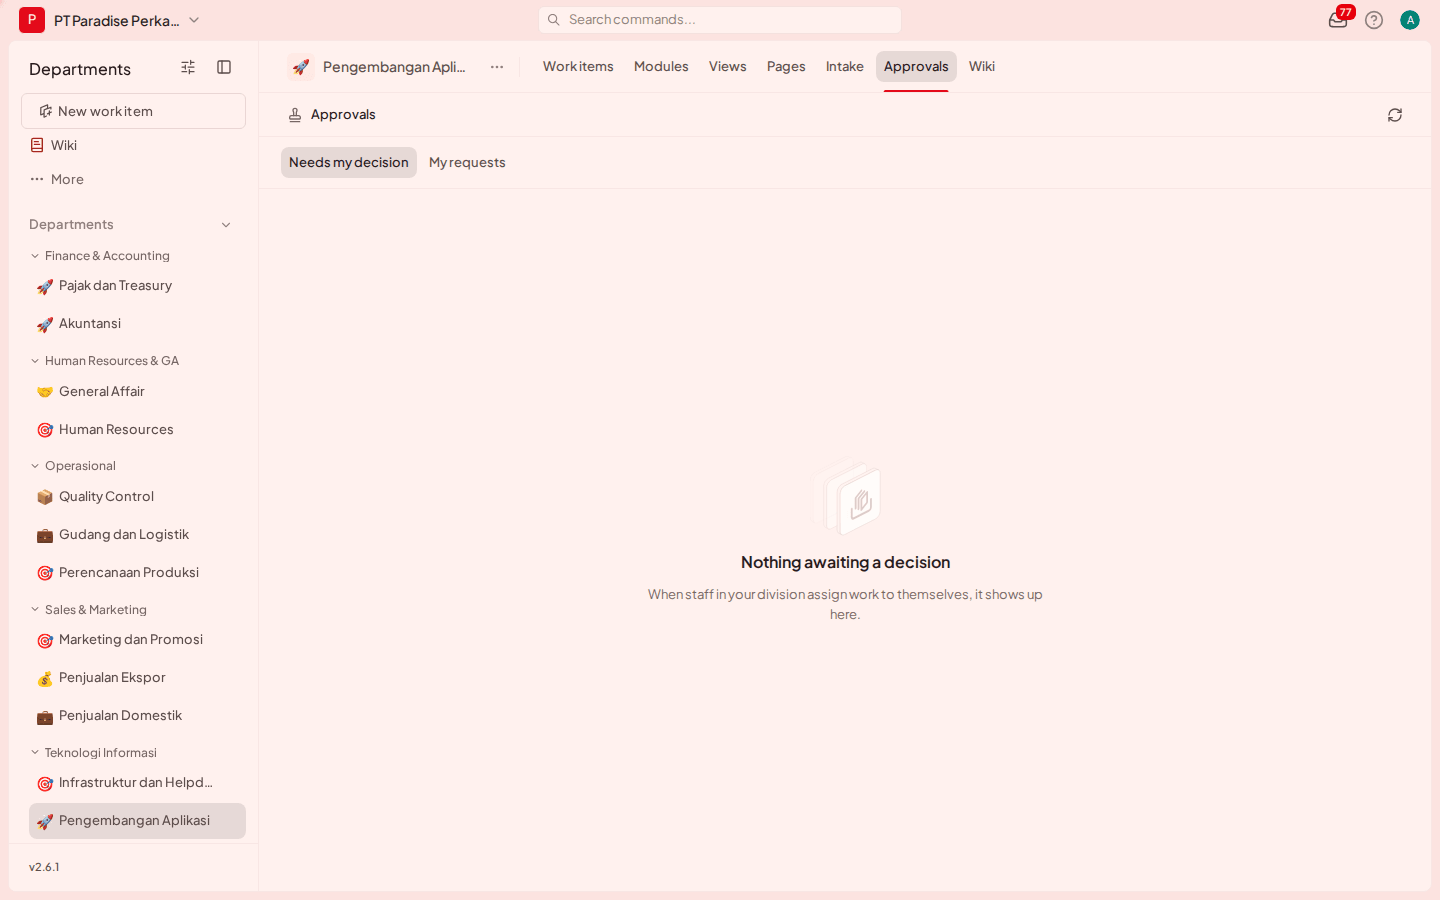 P PT Paradise Perka...
Search commands...
77
A
Departments
New work item
Wiki
More
Departments
Finance & Accounting
Pajak dan Treasury
Akuntansi
Human Resources & GA
General Affair
Human Resources
Operasional
Quality Control
Gudang dan Logistik
Perencanaan Produksi
Sales & Marketing
Marketing dan Promosi
Penjualan Ekspor
Penjualan Domestik
Teknologi Informasi
Infrastruktur dan Helpd...
Pengembangan Aplikasi
v2.6.1
Pengembangan Apli...
Work items
Modules
Views
Pages
Intake
Approvals
Wiki
Approvals
Needs my decision
My requests
Nothing awaiting a decision
When staff in your division assign work to themselves, it shows up
here.